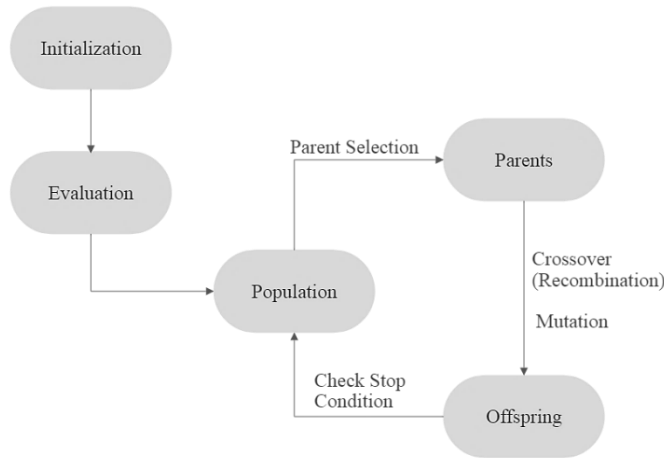 Initialization
Parent Selection
Parents
Evaluation
Crossover
(Recombination)
Population
Mutation
Check Stop
Condition
Offspring